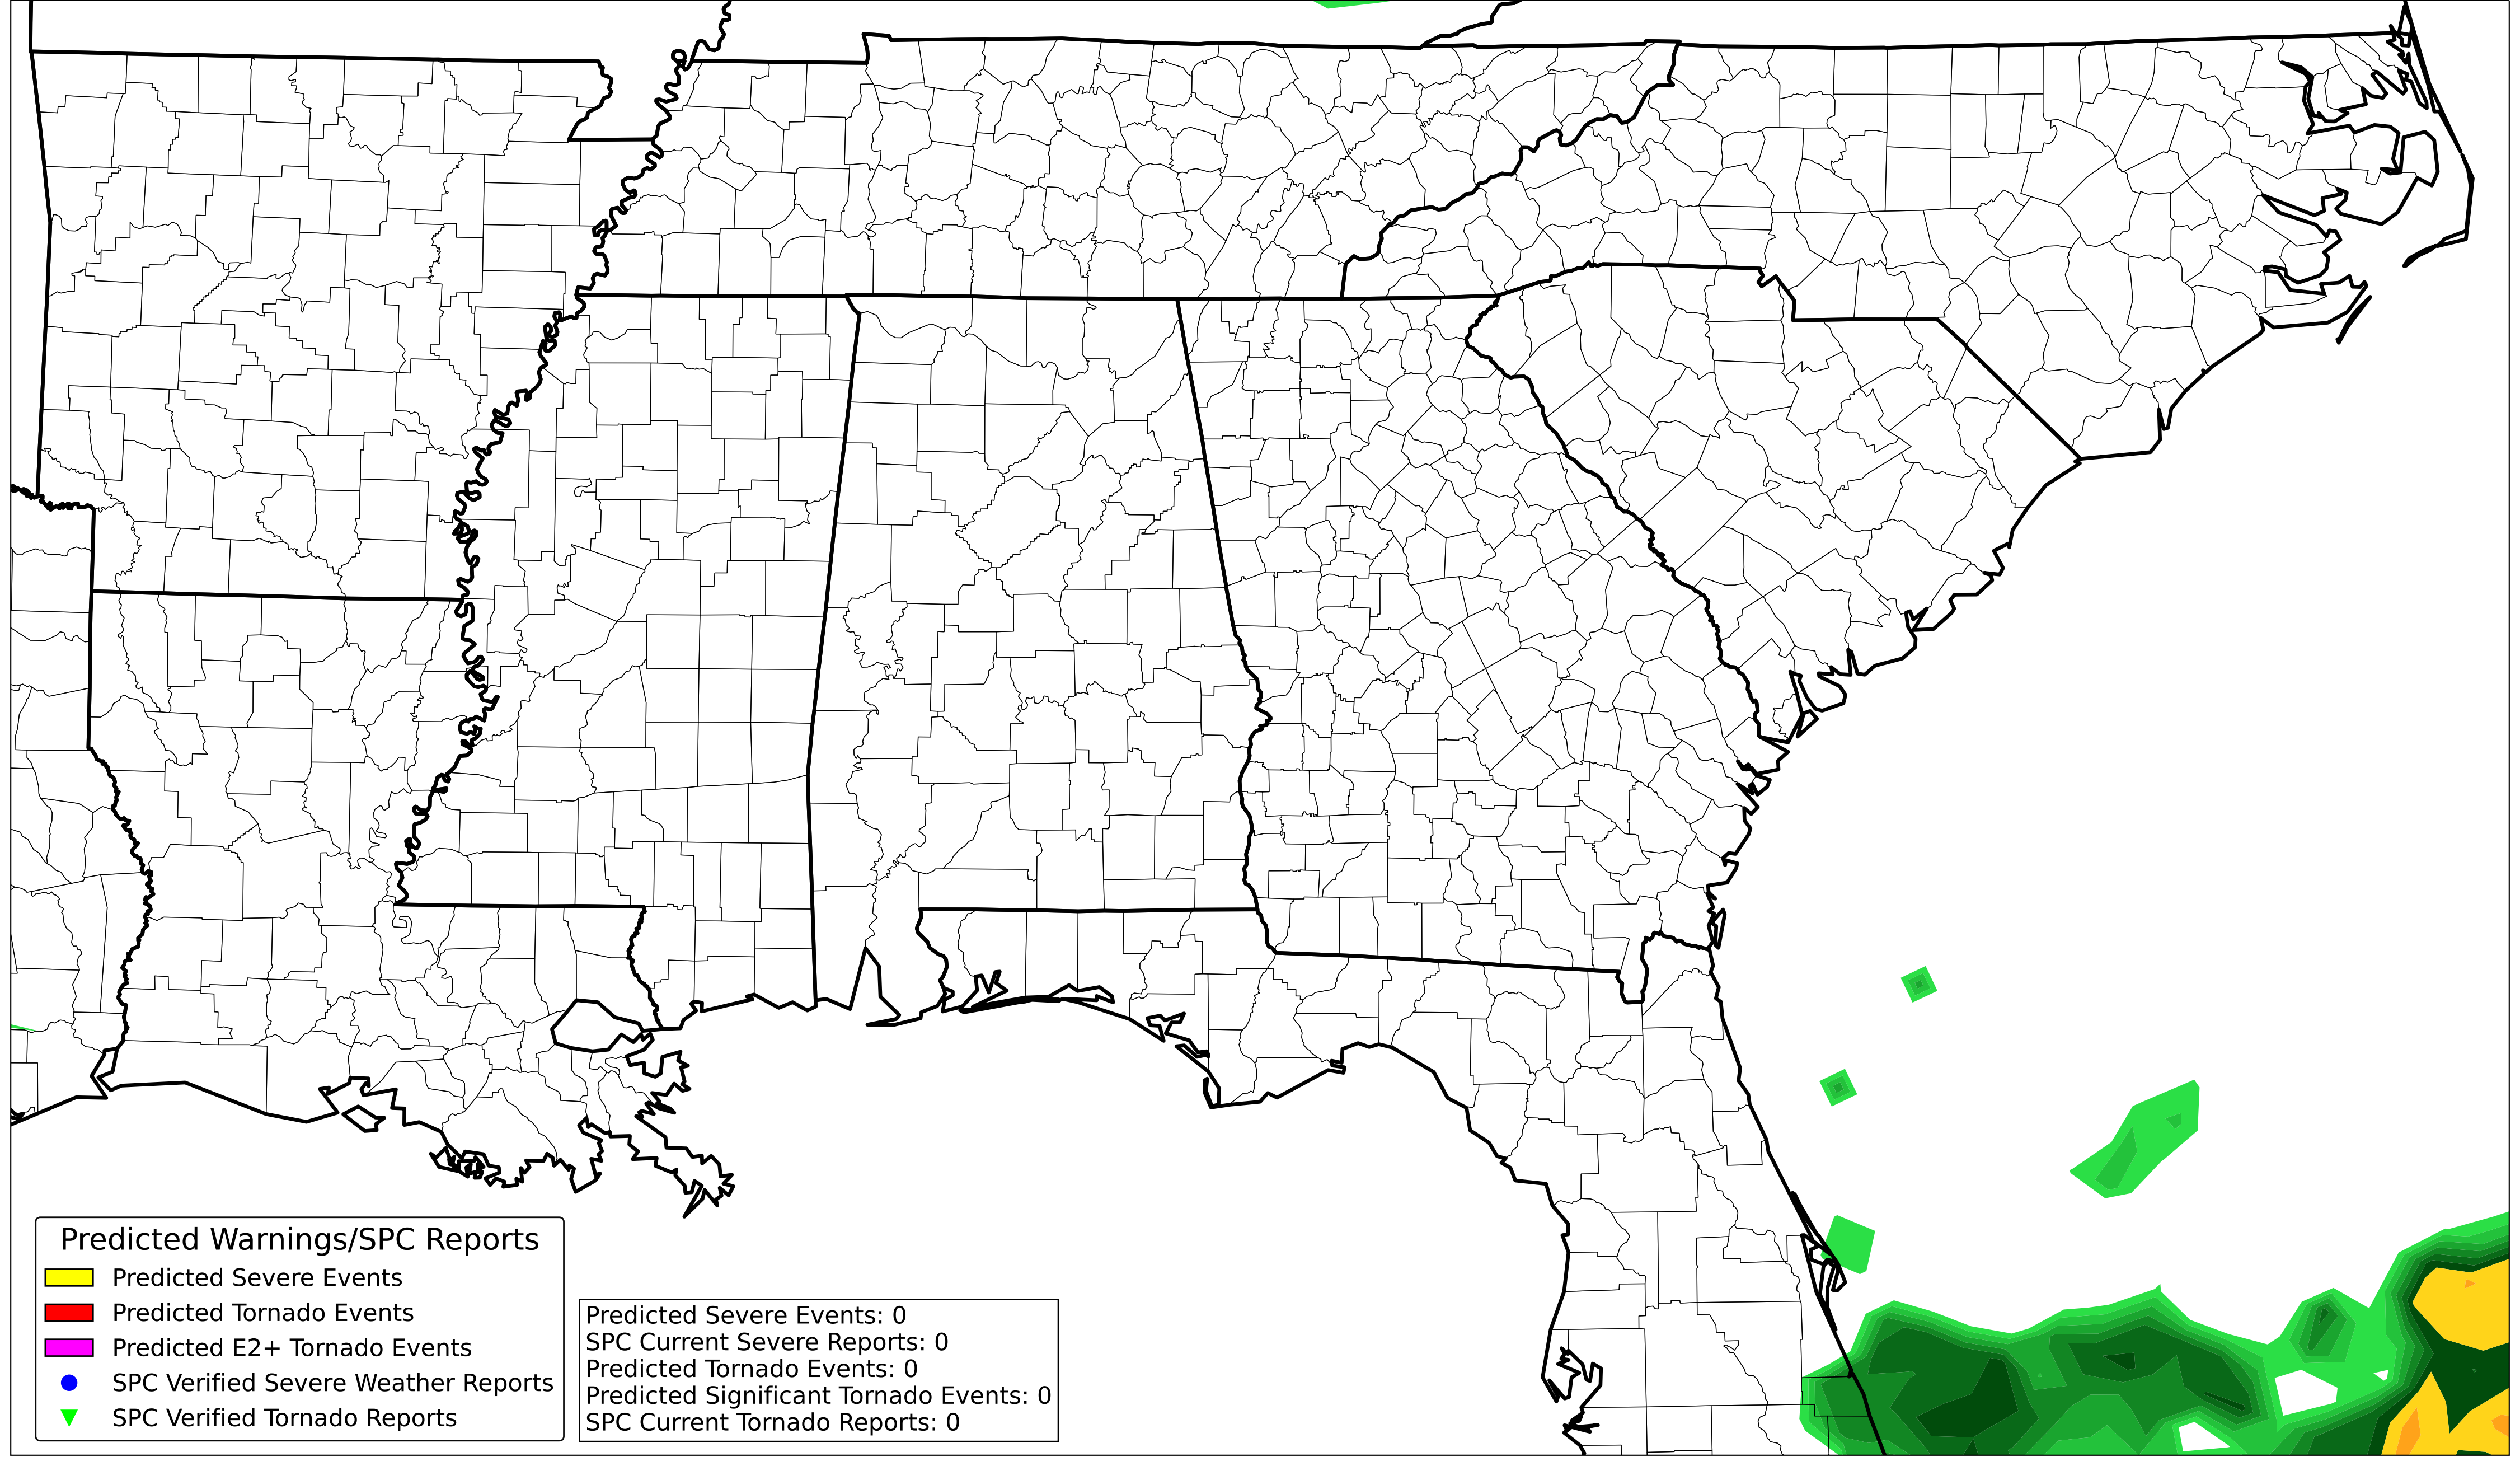 Predicted Warnings/SPC Reports
Predicted Severe Events
Predicted Tornado Events
Predicted E2+ Tornado Events
SPC Verified Severe Weather Reports
SPC Verified Tornado Reports
Predicted Severe Events: 0
SPC Current Severe Reports: 0
Predicted Tornado Events: 0
Predicted Significant Tornado Events: 0
SPC Current Tornado Reports: 0